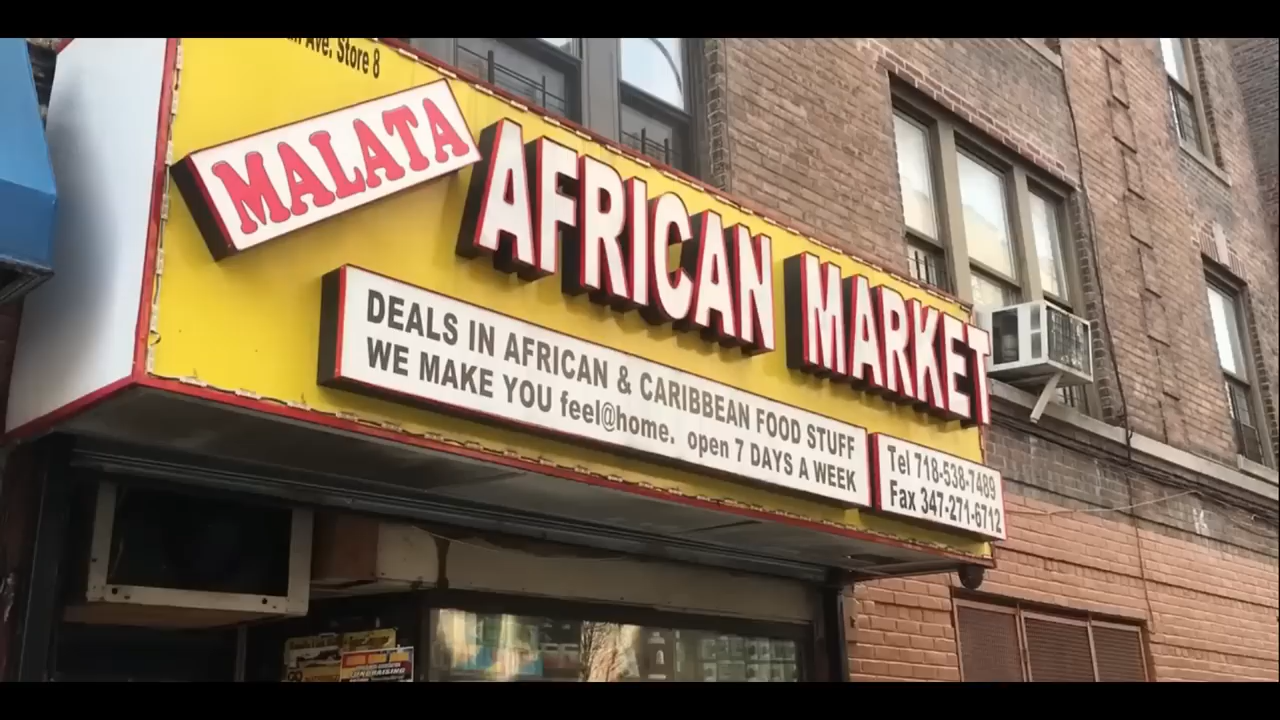 Ave. Store 8
MALATA
AFRICAN MARKET
DEALS IN AFRICAN & CARIBBEAN FOOD STUFF
WE MAKE YOU feel@home. open 7 DAYS A WEEK
Tel 718-538-7489
Fax 347-271-6712
FUNDRAISING